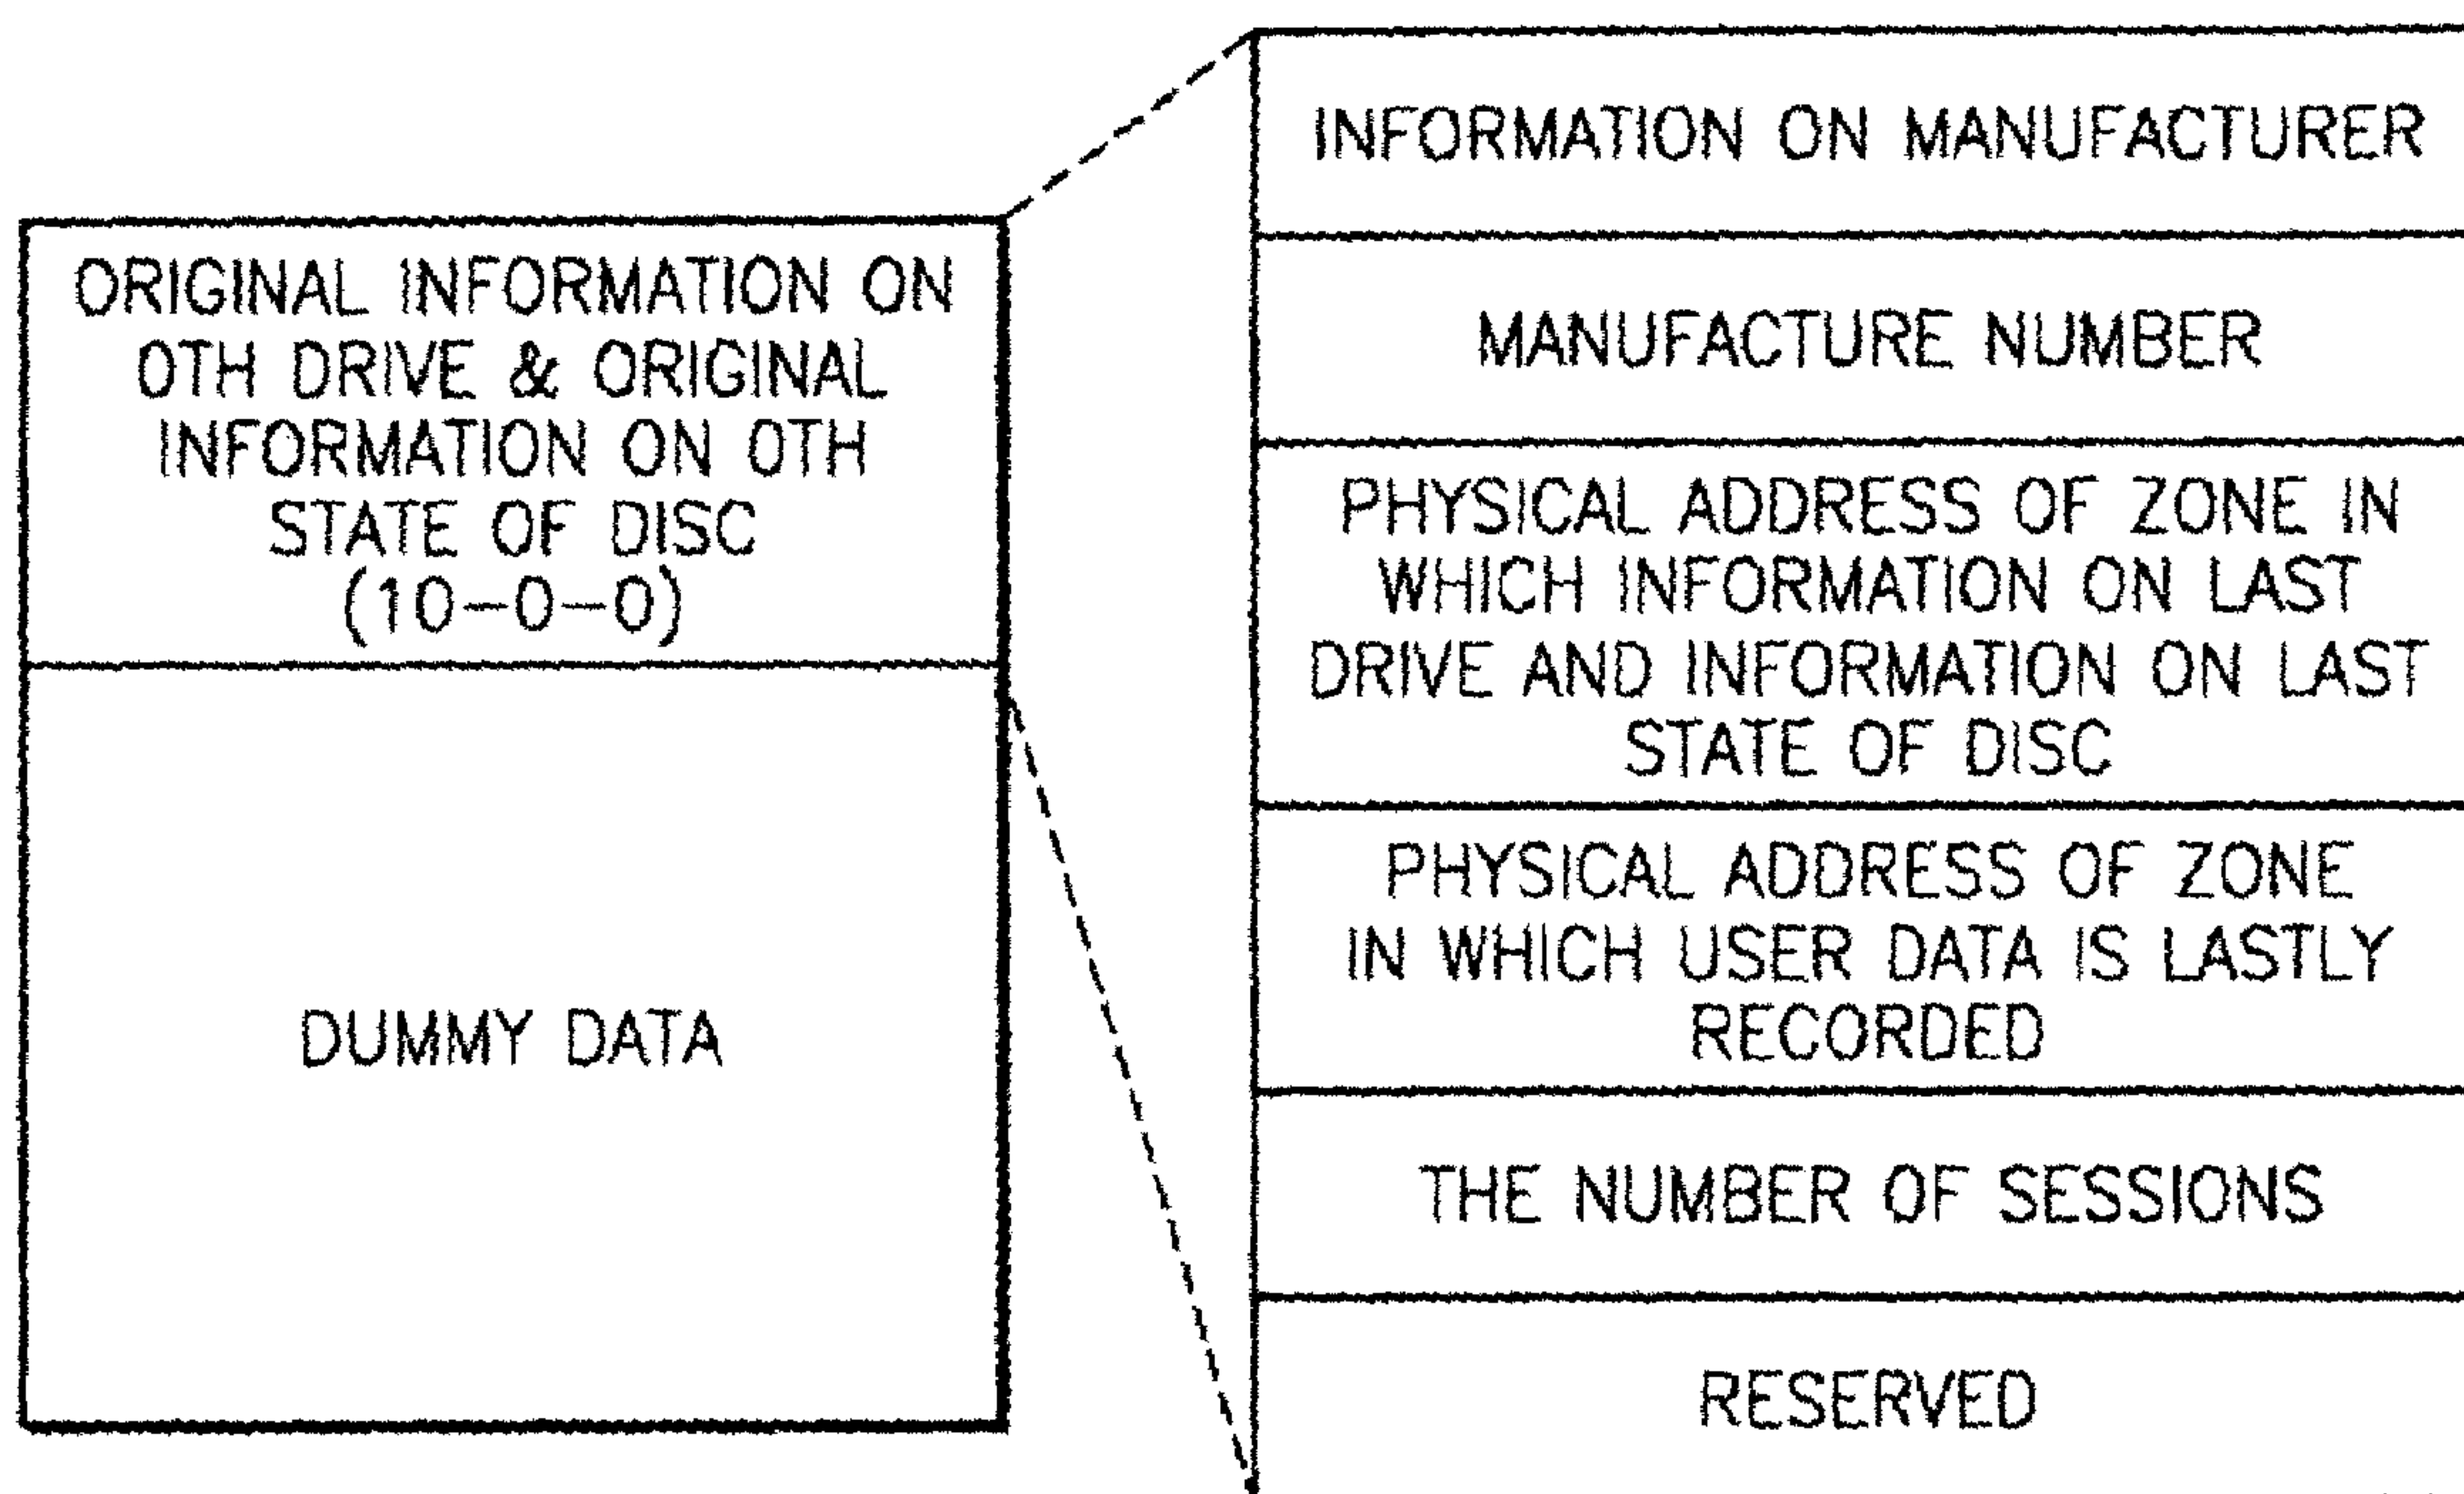 ORIGINAL INFORMATION ON
0TH DRIVE & ORIGINAL
INFORMATION ON 0TH
STATE OF DISC
(10-0-0)
DUMMY DATA
INFORMATION ON MANUFACTURER
MANUFACTURE NUMBER
PHYSICAL ADDRESS OF ZONE IN
WHICH INFORMATION ON LAST
DRIVE AND INFORMATION ON LAST
STATE OF DISC
PHYSICAL ADDRESS OF ZONE
IN WHICH USER DATA IS LASTLY
RECORDED
THE NUMBER OF SESSIONS
RESERVED